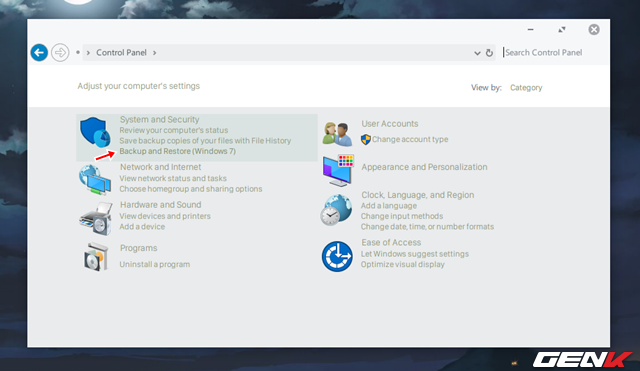 Control Panel
Search Control Panel
Adjust your computer's settings
View by: Category
System and Security
Review your computer's status
Save backup copies of your files with File History
Backup and Restore (Windows 7)
Network and Internet
View network status and tasks
Choose homegroup and sharing options
Hardware and Sound
View devices and printers
Add a device
Programs
Uninstall a program
User Accounts
Change account type
Appearance and Personalization
Clock, Language, and Region
Add a language
Change input methods
Change date, time, or number formats
Ease of Access
Let Windows suggest settings
Optimize visual display
GENK